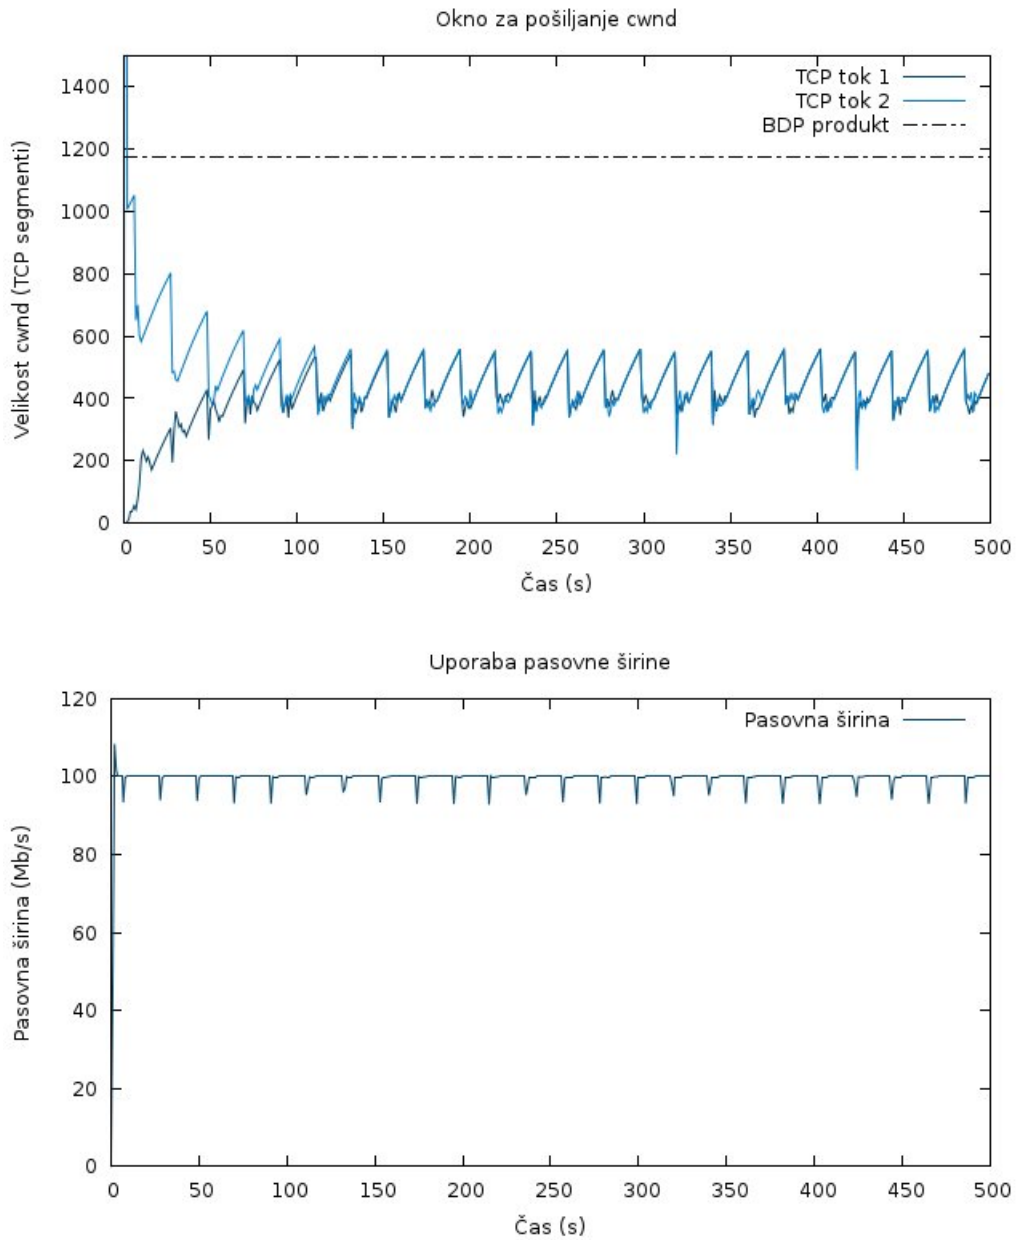 Okno za pošiljanje cwnd
Velikost cwnd (TCP segmenti)
1400
1200
1000
800
600
400
200
0
TCP tok 1
TCP tok 2
BDP produkt
0 50 100 150 200 250 300 350 400 450 500
Čas (s)
Uporaba pasovne širine
Pasovna širina (Mb/s)
120
100
80
60
40
20
0
Pasovna širina
0 50 100 150 200 250 300 350 400 450 500
Čas (s)